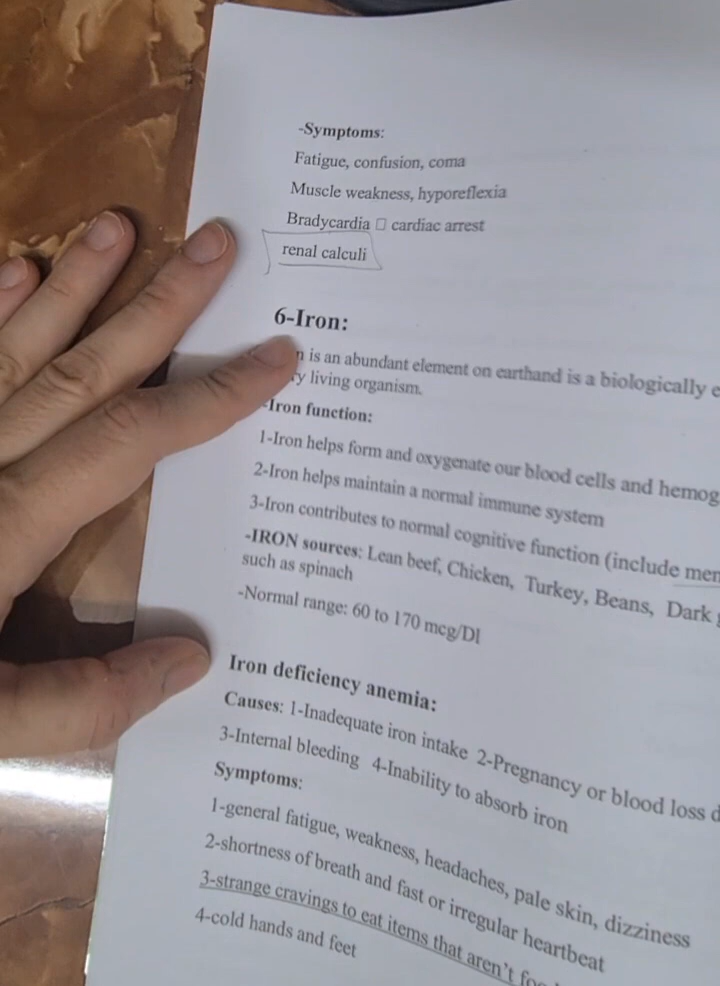 -Symptoms:
Fatigue, confusion, coma
Muscle weakness, hyporeflexia
Bradycardia □ cardiac arrest
renal calculi
6-Iron:
is an abundant element on earthand is a biologically
living organism.
-Iron function:
1-Iron helps form and oxygenate our blood cells and
2-Iron helps maintain a normal immune system
3-Iron contributes to normal cognitive function (include
-IRON sources: Lean beef, Chicken, Turkey, Beans, Dark
such as spinach
-Normal range: 60 to 170 mcg/Dl
Iron deficiency anemia:
Causes: 1-Inadequate iron intake 2-Pregnancy or blood loss
3-Internal bleeding 4-Inability to absorb iron
Symptoms:
1-general fatigue, weakness, headaches, pale skin, dizziness
2-shortness of breath and fast or irregular heartbeat
3-strange cravings to eat items that aren't
4-cold hands and feet